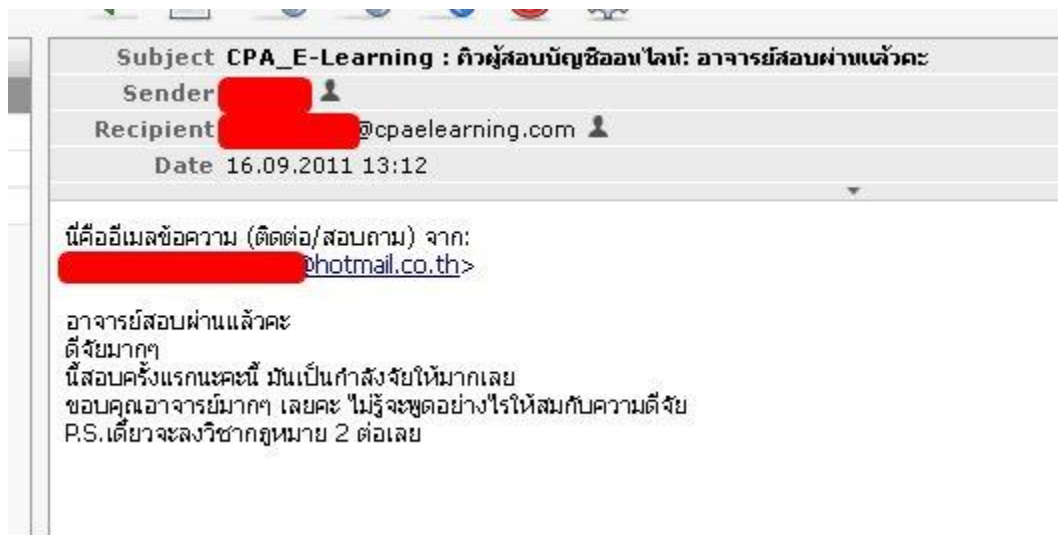 Subject CPA_E-Learning : ติวผู้สอบบัญชีออนไลน์: อาจารย์สอบผ่านแล้วคะ
Sender
Recipient @cpaelearning.com
Date 16.09.2011 13:12
นี่คืออีเมลข้อความ (ติดต่อ/สอบถาม) จาก:
@hotmail.co.th>
อาจารย์สอบผ่านแล้วคะ
ดีจัยมากๆ
นี้สอบครั้งแรกนะคะนี้ มันเป็นกำลังจัยให้มากเลย
ขอบคุณอาจารย์มากๆ เลยคะ ไม่รู้จะพูดอย่างไรให้สมกับความดีจัย
P.S.เดี๋ยวจะลงวิชากฎหมาย 2 ต่อเลย